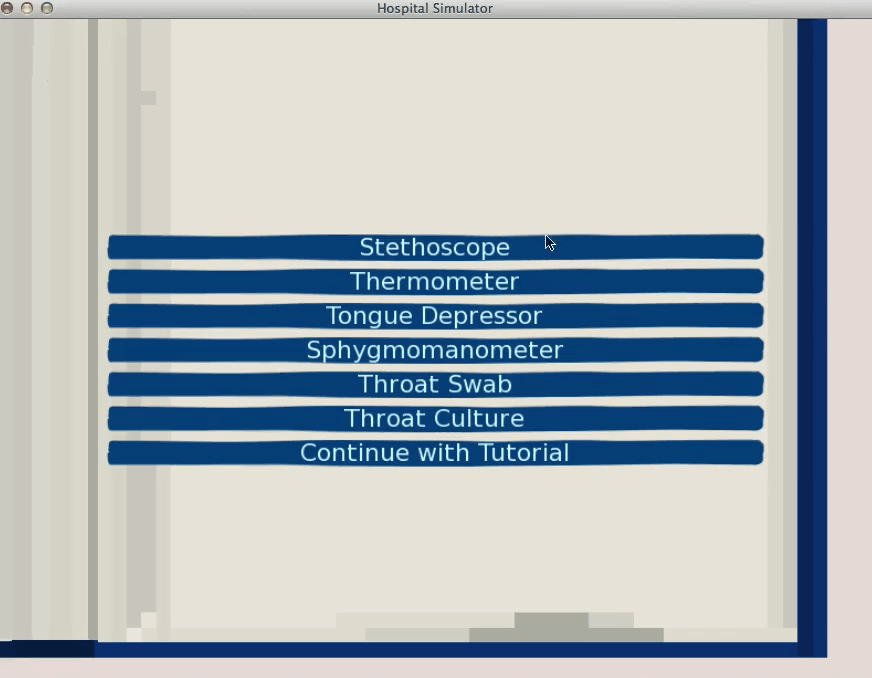 Hospital Simulator
Stethoscope
Thermometer
Tongue Depressor
Sphygmomanometer
Throat Swab
Throat Culture
Continue with Tutorial